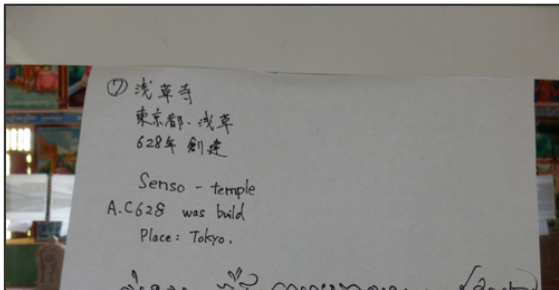 ⑦ 浅草寺
東京都・浅草
628年 創建
Senso - temple
A.C628 was build
Place: Tokyo.